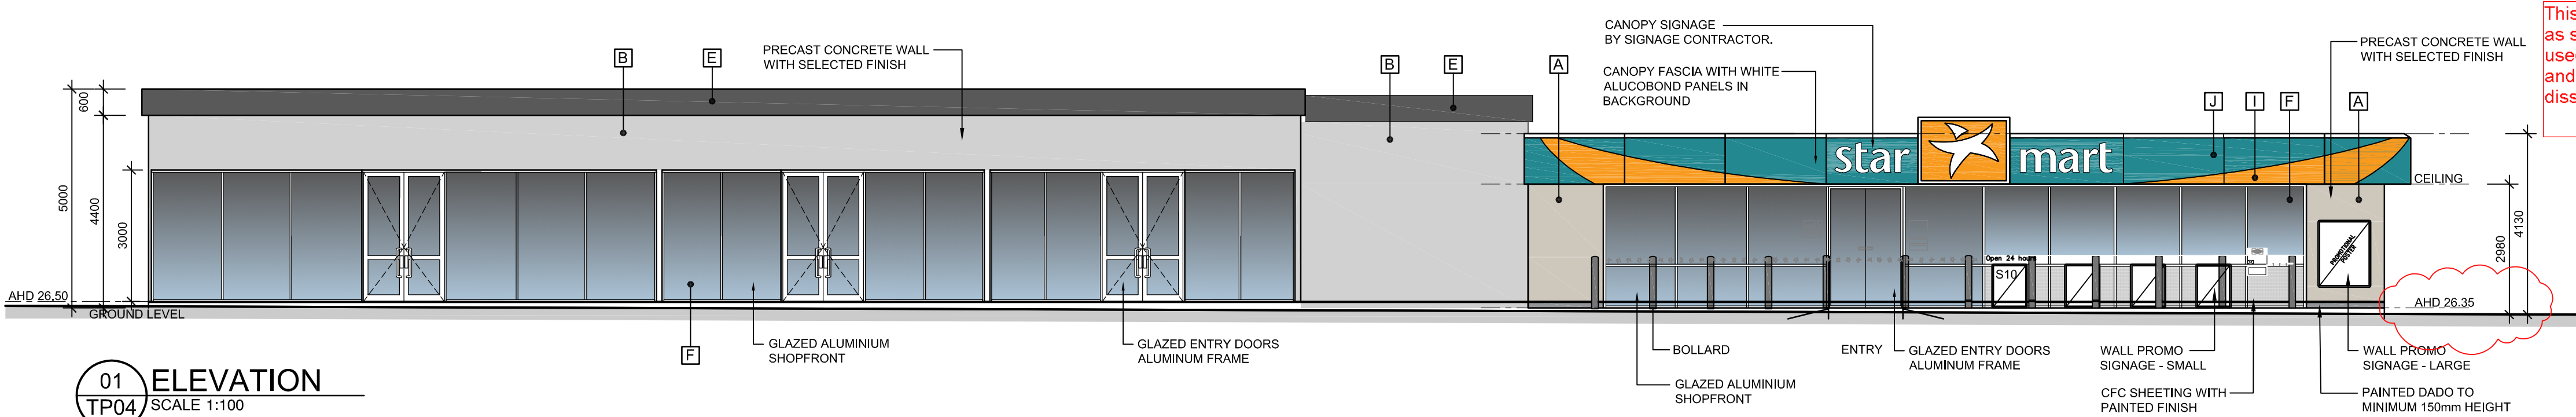 CANOPY SIGNAGE
BY SIGNAGE CONTRACTOR.
This
as s
use
and
diss
PRECAST CONCRETE WALL
WITH SELECTED FINISH
B
E
PRECAST CONCRETE WALL
WITH SELECTED FINISH
B
E
A
CANOPY FASCIA WITH WHITE
ALUCOBOND PANELS IN
BACKGROUND
J
I
F
A
600
5000
4400
3000
star mart
CEILING
2980
4130
PROMOTIONAL
POSTER
Open 24 hours
S10
AHD 26.50
GROUND LEVEL
AHD 26.35
F
GLAZED ALUMINIUM
SHOPFRONT
GLAZED ENTRY DOORS
ALUMINUM FRAME
BOLLARD
ENTRY
GLAZED ENTRY DOORS
ALUMINUM FRAME
WALL PROMO
SIGNAGE - SMALL
WALL PROMO
SIGNAGE - LARGE
GLAZED ALUMINIUM
SHOPFRONT
CFC SHEETING WITH
PAINTED FINISH
PAINTED DADO TO
MINIMUM 150mm HEIGHT
01
TP04
ELEVATION
SCALE 1:100